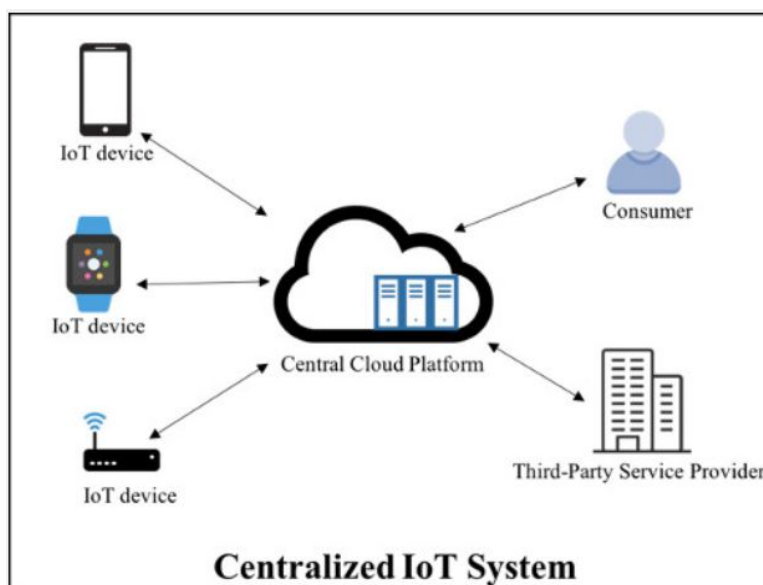 IoT device
Consumer
IoT device
Central Cloud Platform
Third-Party Service Provider
IoT device
Centralized IoT System